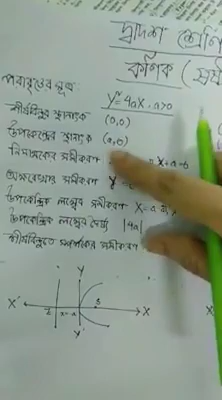 দ্বাদশ শ্রেণি
কণিক (
পরাবৃত্তের সূত্র: y²=4ax, a>0
শীর্ষবিন্দুর স্থানাঙ্ক (0,0)
উপকেন্দ্রের স্থানাঙ্ক (a,0)
নিয়ামকের সমীকরণ x+a=0
অক্ষরেখার সমীকরণ y=
উপকেন্দ্রিক লম্বের সমীকরণ x=a
উপকেন্দ্রিক লম্বের দৈর্ঘ্য |4a|
শীর্ষবিন্দুতে স্পর্শকের সমীকরণ
Y
X' Z S X
Y'